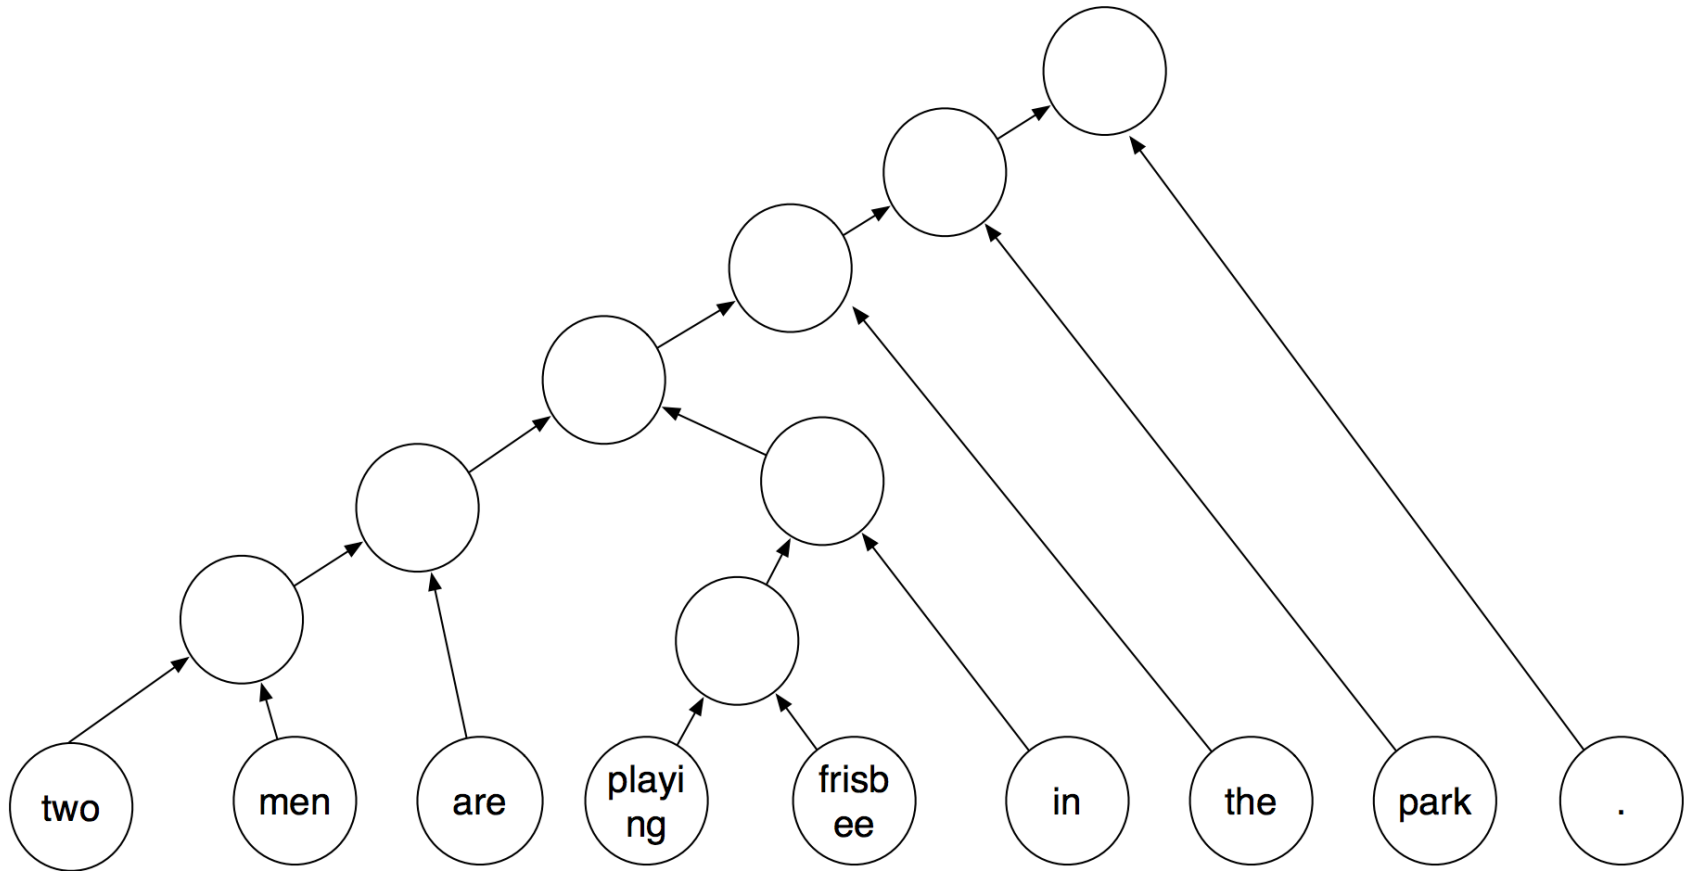 two
men
are
playi
ng
frisb
ee
in
the
park
.